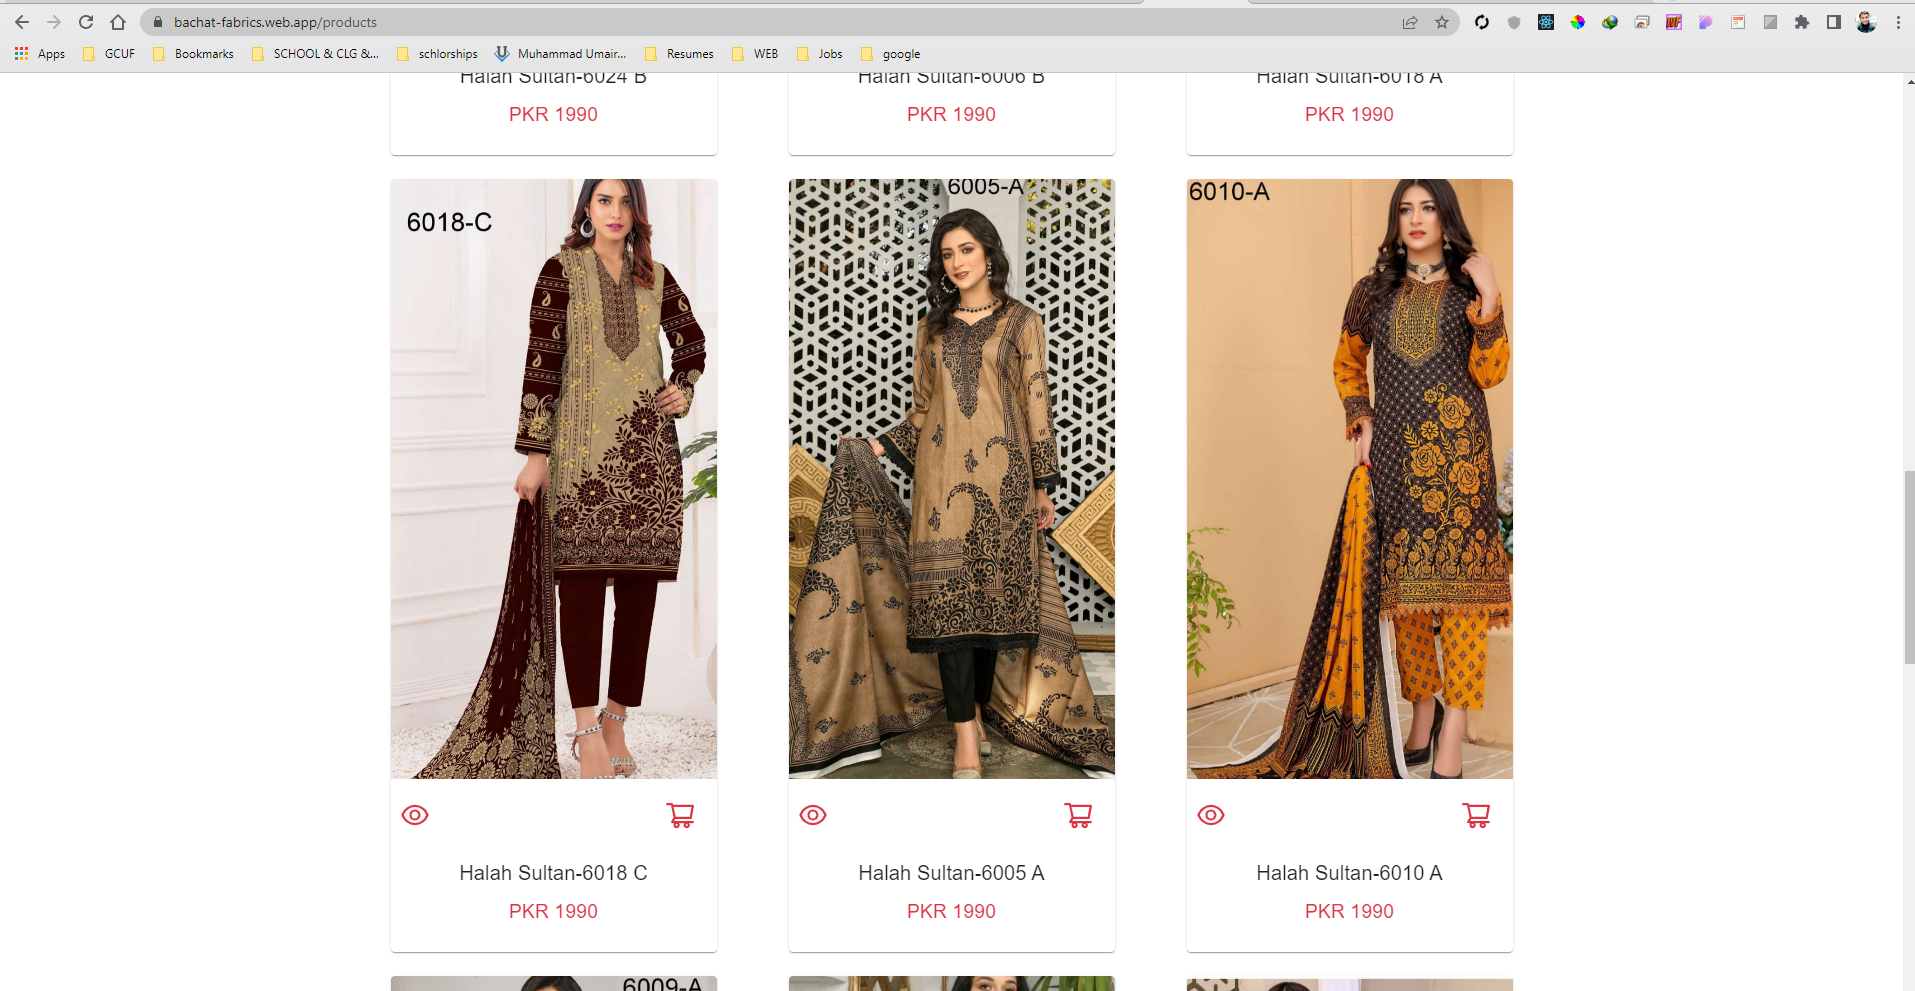 bachat-fabrics.web.app/products
Apps
GCUF
Bookmarks
SCHOOL & CLG &...
schlorships
Muhammad Umair...
Resumes
WEB
Jobs
google
Halah Sultan-6024 B
Halah Sultan-6006 B
Halah Sultan-6018 A
PKR 1990
PKR 1990
PKR 1990
6018-C
6005-A
6010-A
Halah Sultan-6018 C
Halah Sultan-6005 A
Halah Sultan-6010 A
PKR 1990
PKR 1990
PKR 1990
6009-A